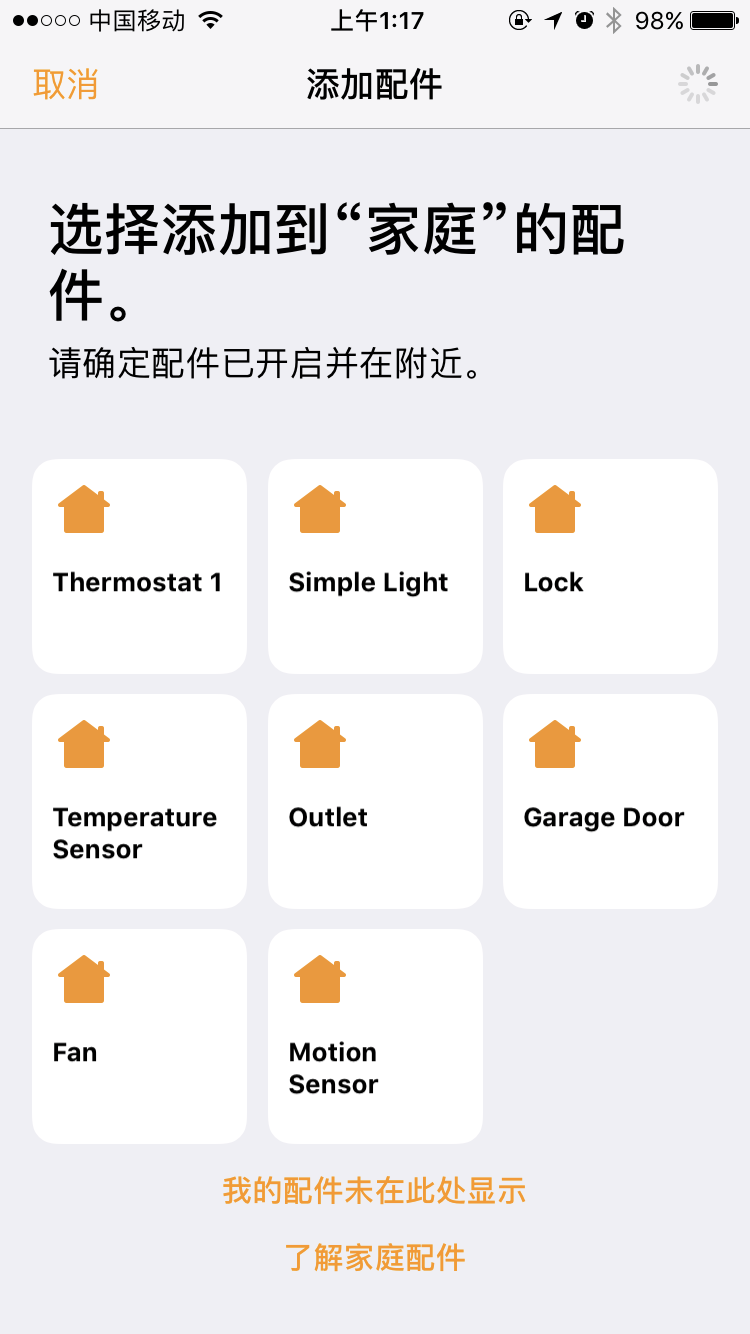 中国移动 上午1:17 98%
取消 添加配件
选择添加到“家庭”的配
件。
请确定配件已开启并在附近。
Thermostat 1 Simple Light Lock
Temperature Outlet Garage Door
Sensor
Fan Motion
Sensor
我的配件未在此处显示
了解家庭配件